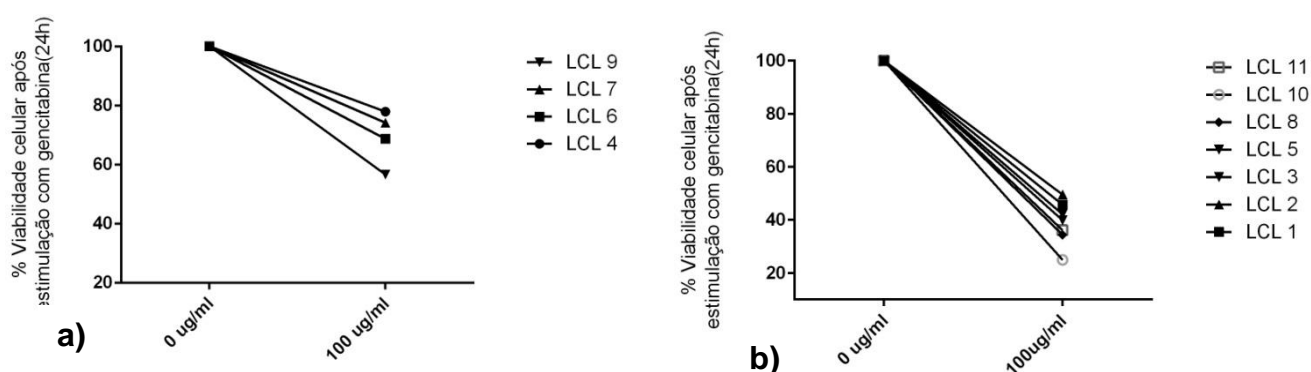 % Viabilidade celular após
estimulação com gencitabina(24h)
100
80
60
40
20
0 ug/ml
100 ug/ml
LCL 9
LCL 7
LCL 6
LCL 4
a)
% Viabilidade celular após
estimulação com gencitabina(24h)
100
80
60
40
20
0 ug/ml
100ug/ml
LCL 11
LCL 10
LCL 8
LCL 5
LCL 3
LCL 2
LCL 1
b)